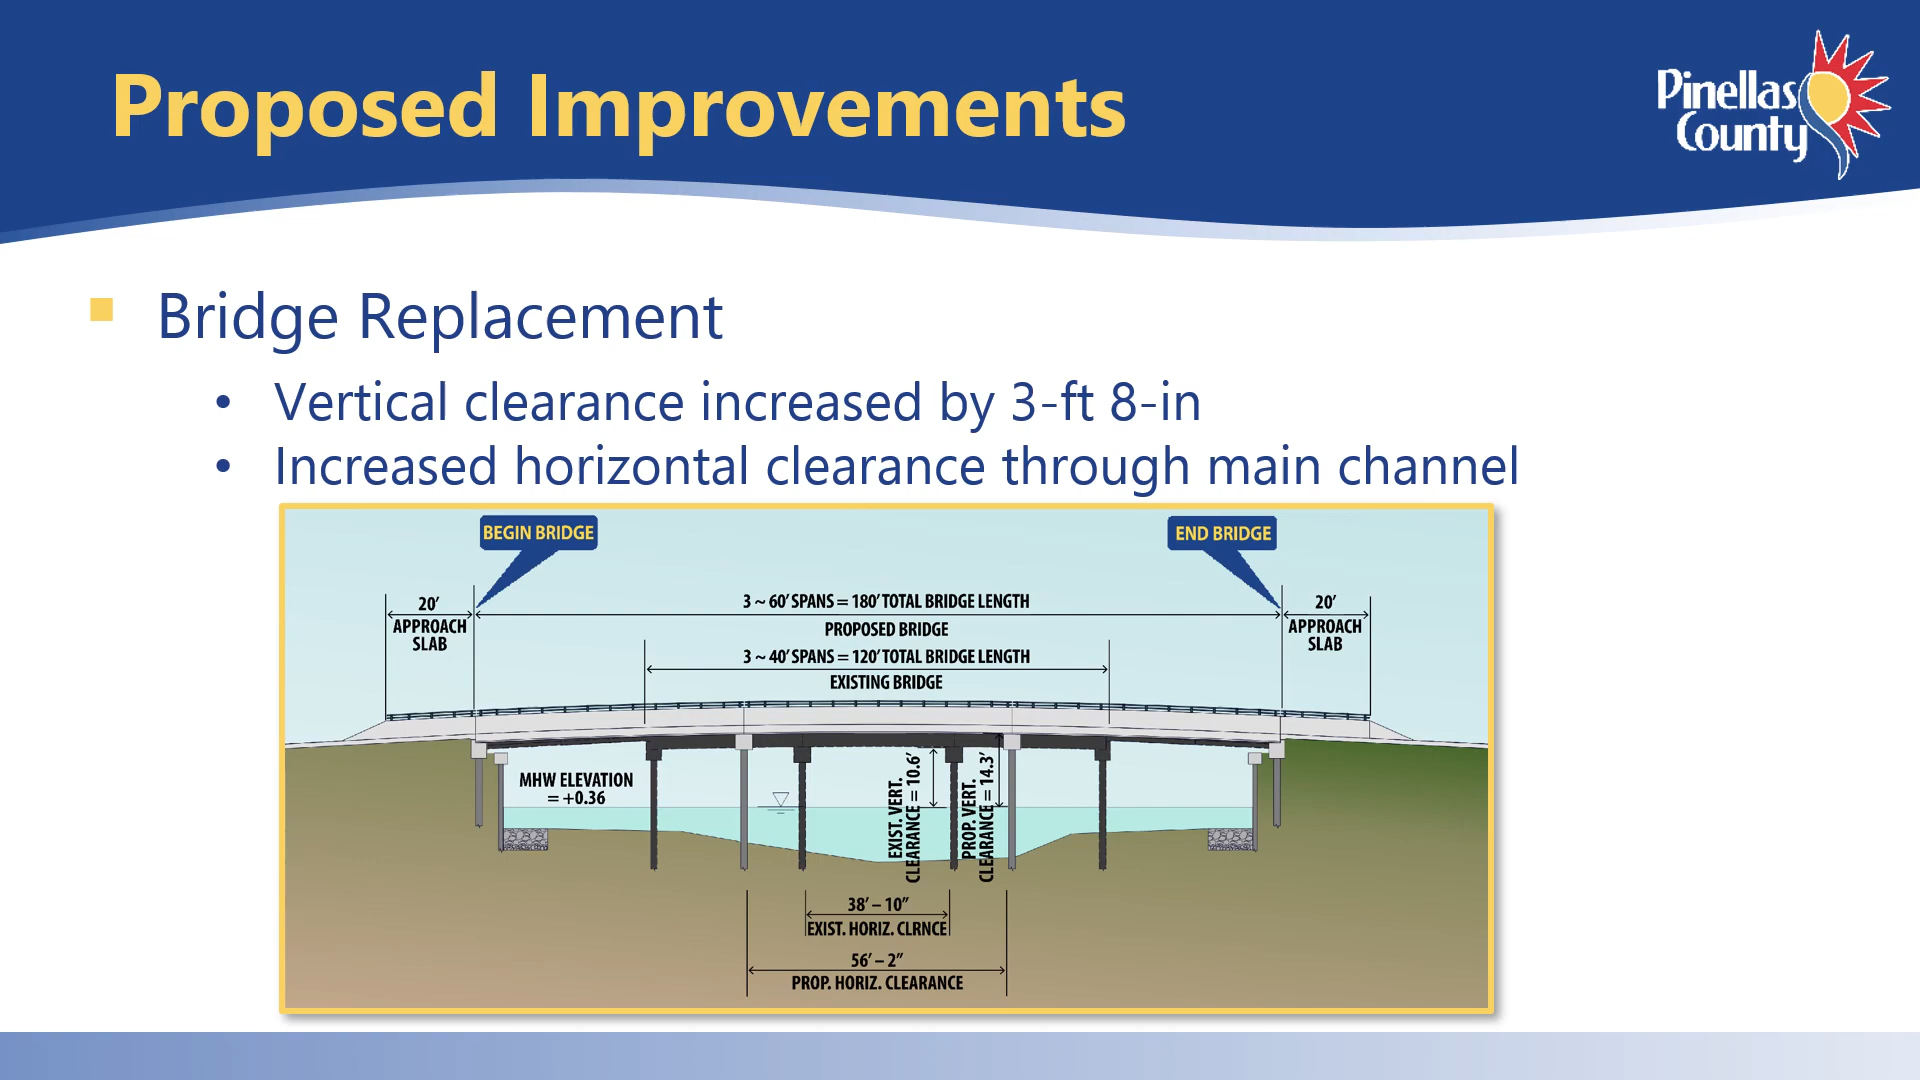 Proposed Improvements
Pinellas
County
Bridge Replacement
• Vertical clearance increased by 3-ft 8-in
• Increased horizontal clearance through main channel
BEGIN BRIDGE
END BRIDGE
20′
APPROACH
SLAB
3 ~ 60′ SPANS = 180′ TOTAL BRIDGE LENGTH
PROPOSED BRIDGE
3 ~ 40′ SPANS = 120′ TOTAL BRIDGE LENGTH
EXISTING BRIDGE
20′
APPROACH
SLAB
MHW ELEVATION
= +0.36
EXIST. VERT.
CLEARANCE = 10.6′
PROP. VERT.
CLEARANCE = 14.3′
38′ – 10″
EXIST. HORIZ. CLRNCE
56′ – 2″
PROP. HORIZ. CLEARANCE